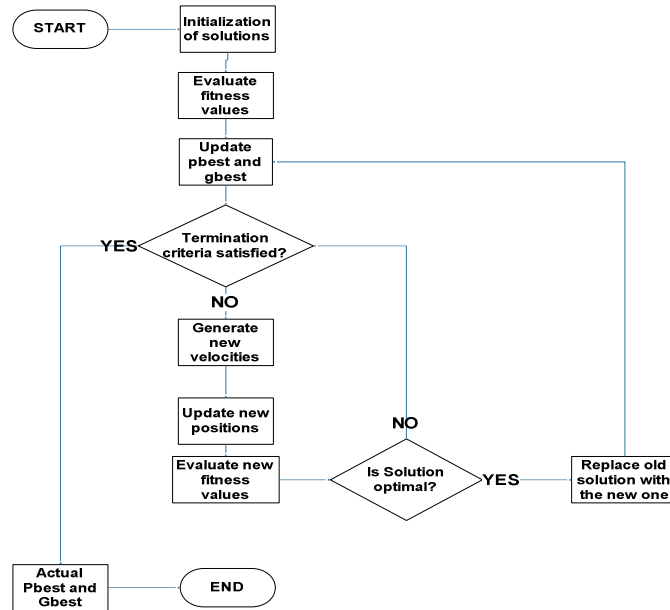 START
Initialization
of solutions
Evaluate
fitness
values
Update
pbest and
gbest
Termination
criteria satisfied?
YES
NO
Generate
new
velocities
Update new
positions
Evaluate new
fitness
values
NO
Is Solution
optimal?
YES
Replace old
solution with
the new one
Actual
Pbest and
Gbest
END